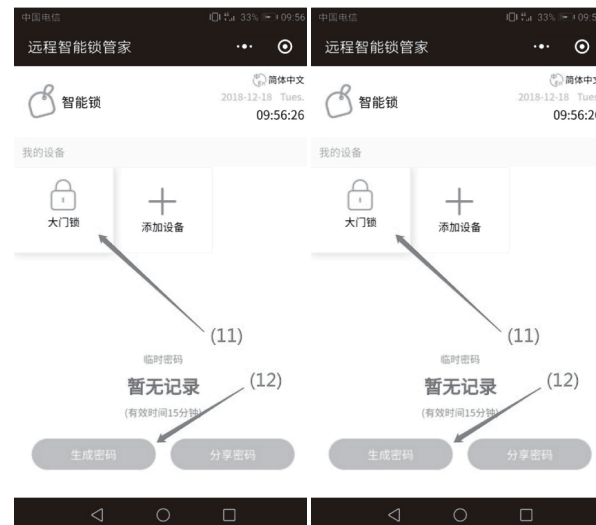 中国电信 33% 09:56
远程智能锁管家
智能锁
简体中文
2018-12-18 Tues.
09:56:26
我的设备
大门锁
添加设备
(11)
临时密码
暂无记录
(12)
(有效时间15分钟)
生成密码 分享密码
中国电信 33% 09:5
远程智能锁管家
智能锁
简体中文
2018-12-18 Tues
09:56:26
我的设备
大门锁
添加设备
(11)
临时密码
暂无记录
(12)
(有效时间15分钟)
生成密码 分享密码